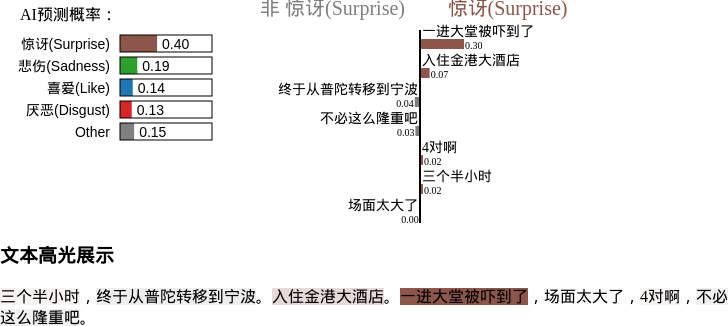 AI预测概率：
惊讶(Surprise) 0.40
悲伤(Sadness) 0.19
喜爱(Like) 0.14
厌恶(Disgust) 0.13
Other 0.15
非 惊讶(Surprise) 惊讶(Surprise)
一进大堂被吓到了
0.30
入住金港大酒店
0.07
终于从普陀转移到宁波
0.04
不必这么隆重吧
0.03
4对啊
0.02
三个半小时
0.02
场面太大了
0.00
文本高光展示
三个半小时，终于从普陀转移到宁波。入住金港大酒店。一进大堂被吓到了，场面太大了，4对啊，不必
这么隆重吧。